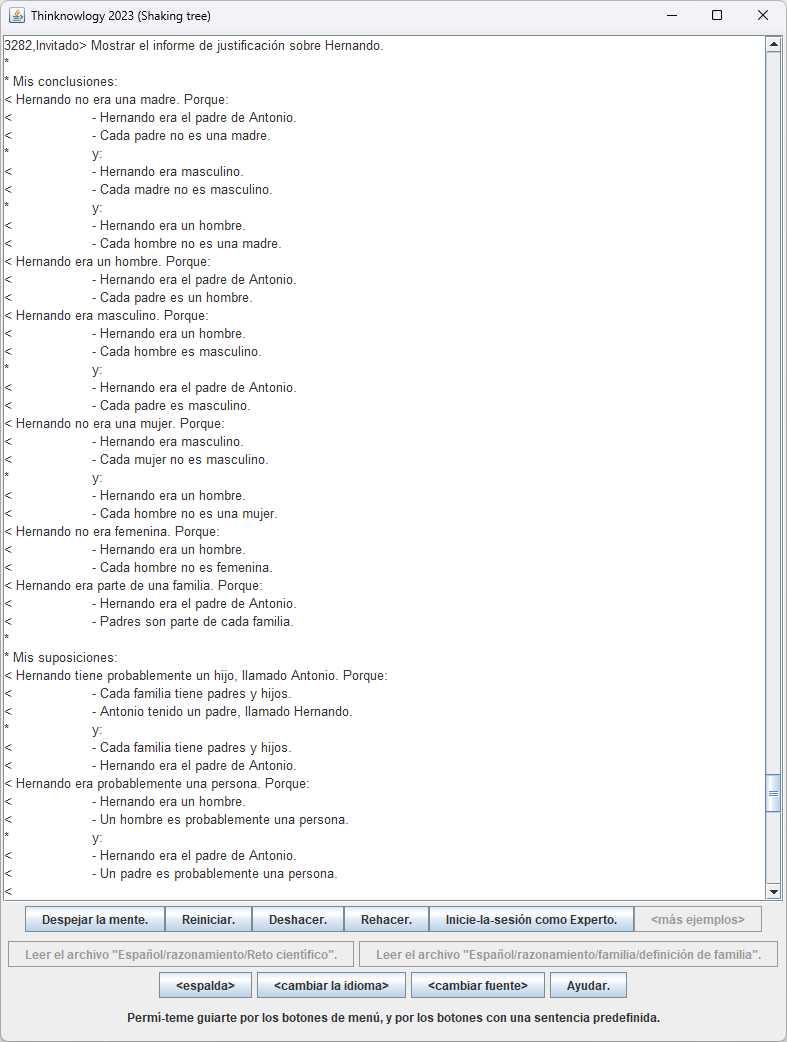 Thinknowlogy 2023 (Shaking tree)
3282,Invitado> Mostrar el informe de justificación sobre Hernando.
*
* Mis conclusiones:
< Hernando no era una madre. Porque:
< - Hernando era el padre de Antonio.
< - Cada padre no es una madre.
* y:
< - Hernando era masculino.
< - Cada madre no es masculino.
* y:
< - Hernando era un hombre.
< - Cada hombre no es una madre.
< Hernando era un hombre. Porque:
< - Hernando era el padre de Antonio.
< - Cada padre es un hombre.
< Hernando era masculino. Porque:
< - Hernando era un hombre.
< - Cada hombre es masculino.
* y:
< - Hernando era el padre de Antonio.
< - Cada padre es masculino.
< Hernando no era una mujer. Porque:
< - Hernando era masculino.
< - Cada mujer no es masculino.
* y:
< - Hernando era un hombre.
< - Cada hombre no es una mujer.
< Hernando no era femenina. Porque:
< - Hernando era un hombre.
< - Cada hombre no es femenina.
< Hernando era parte de una familia. Porque:
< - Hernando era el padre de Antonio.
< - Padres son parte de cada familia.
*
* Mis suposiciones:
< Hernando tiene probablemente un hijo, llamado Antonio. Porque:
< - Cada familia tiene padres y hijos.
< - Antonio tenido un padre, llamado Hernando.
* y:
< - Cada familia tiene padres y hijos.
< - Hernando era el padre de Antonio.
< Hernando era probablemente una persona. Porque:
< - Hernando era un hombre.
< - Un hombre es probablemente una persona.
* y:
< - Hernando era el padre de Antonio.
< - Un padre es probablemente una persona.
<
Despejar la mente. Reiniciar. Deshacer. Rehacer. Inicie-la-sesión como Experto. <más ejemplos>
Leer el archivo "Español/razonamiento/Reto científico". Leer el archivo "Español/razonamiento/familia/definición de familia".
<espalda> <cambiar la idioma> <cambiar fuente> Ayudar.
Permí-teme guiarte por los botones de menú, y por los botones con una sentencia predefinida.